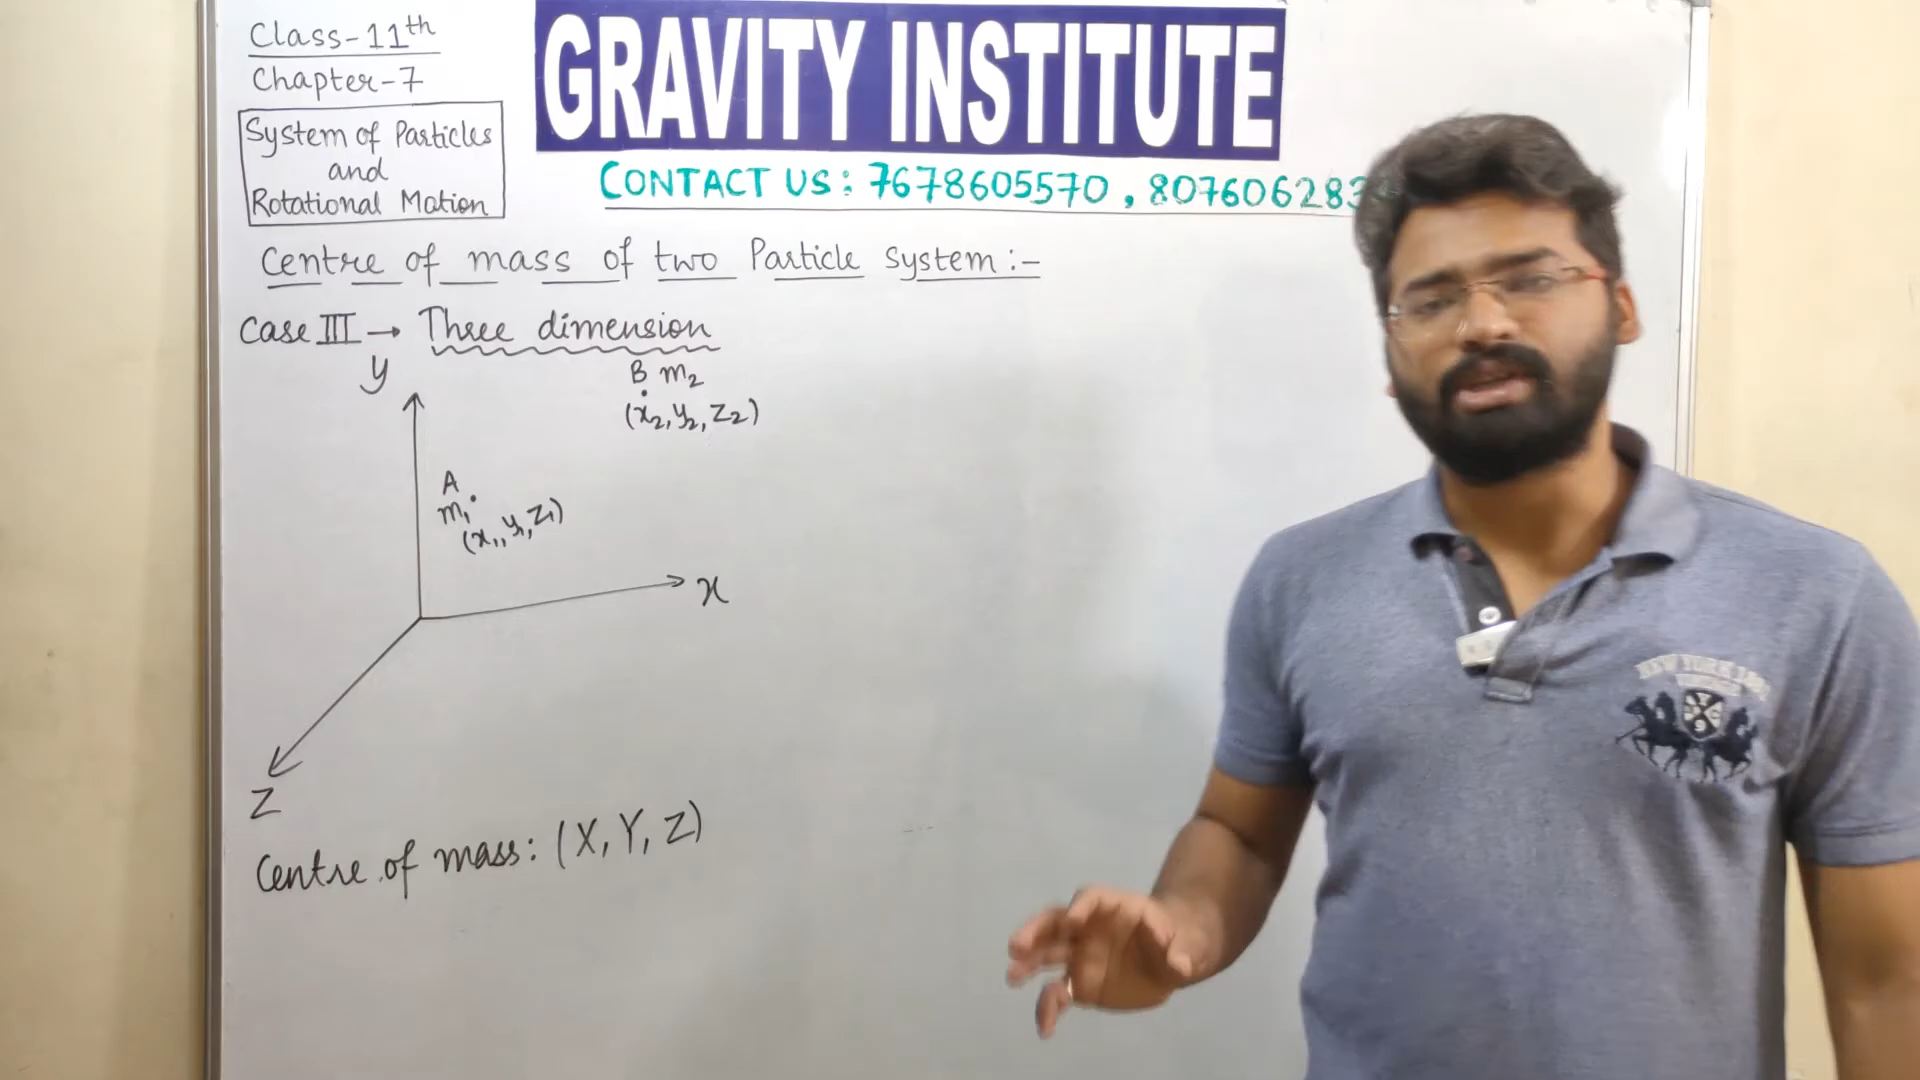 Class-11th
Chapter-7
System of Particles
and
Rotational Motion
GRAVITY INSTITUTE
CONTACT US: 7678605570,
Centre of mass of two Particle System:-
Case III → Three dimension
y
B m₂
(x₂, y₂, z₂)
A
m₁
(x₁, y₁, z₁)
x
z
Centre of mass: (X, Y, Z)